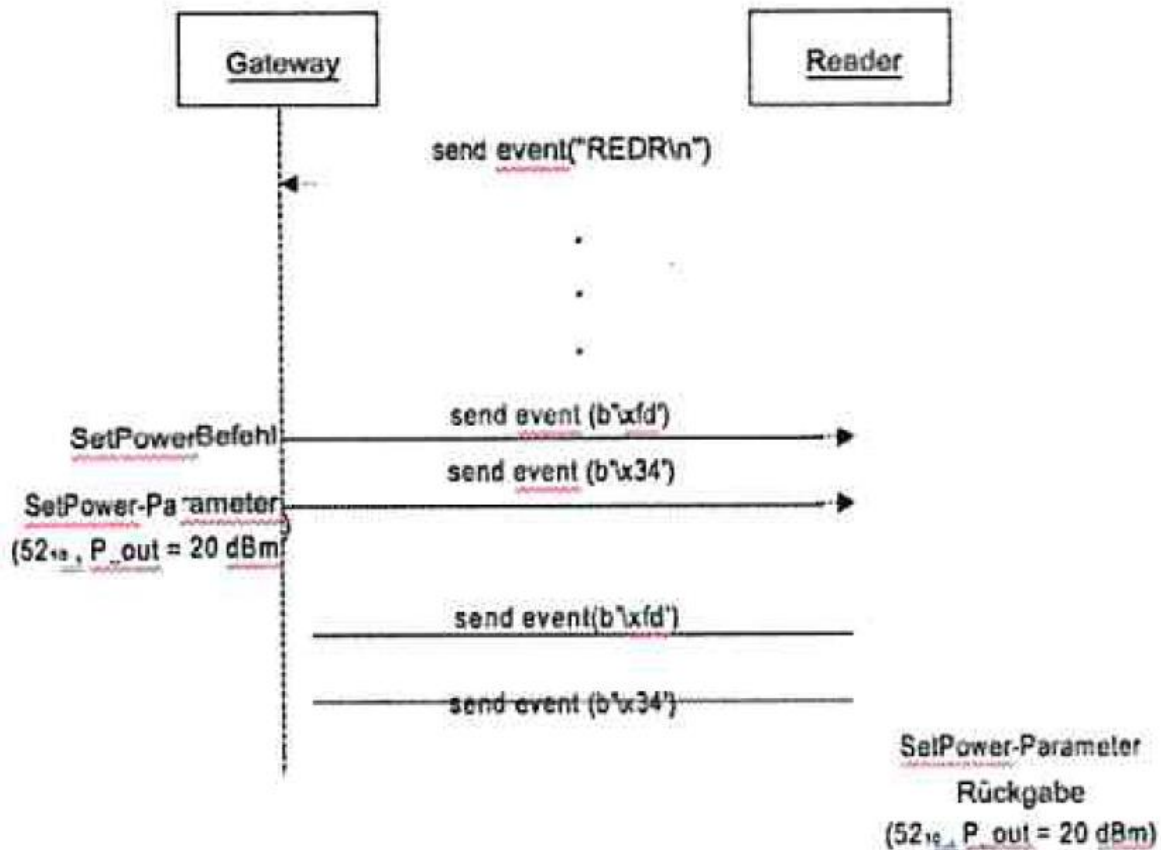 Gateway
Reader
send event("REDR\n")
send event (b'\xfd')
SetPowerBefehl
send event (b'\x34')
SetPower-Parameter
(52₁₀, P_out = 20 dBm)
send event(b'\xfd')
send event (b'\x34')
SetPower-Parameter
Rückgabe
(52₁₀, P_out = 20 dBm)